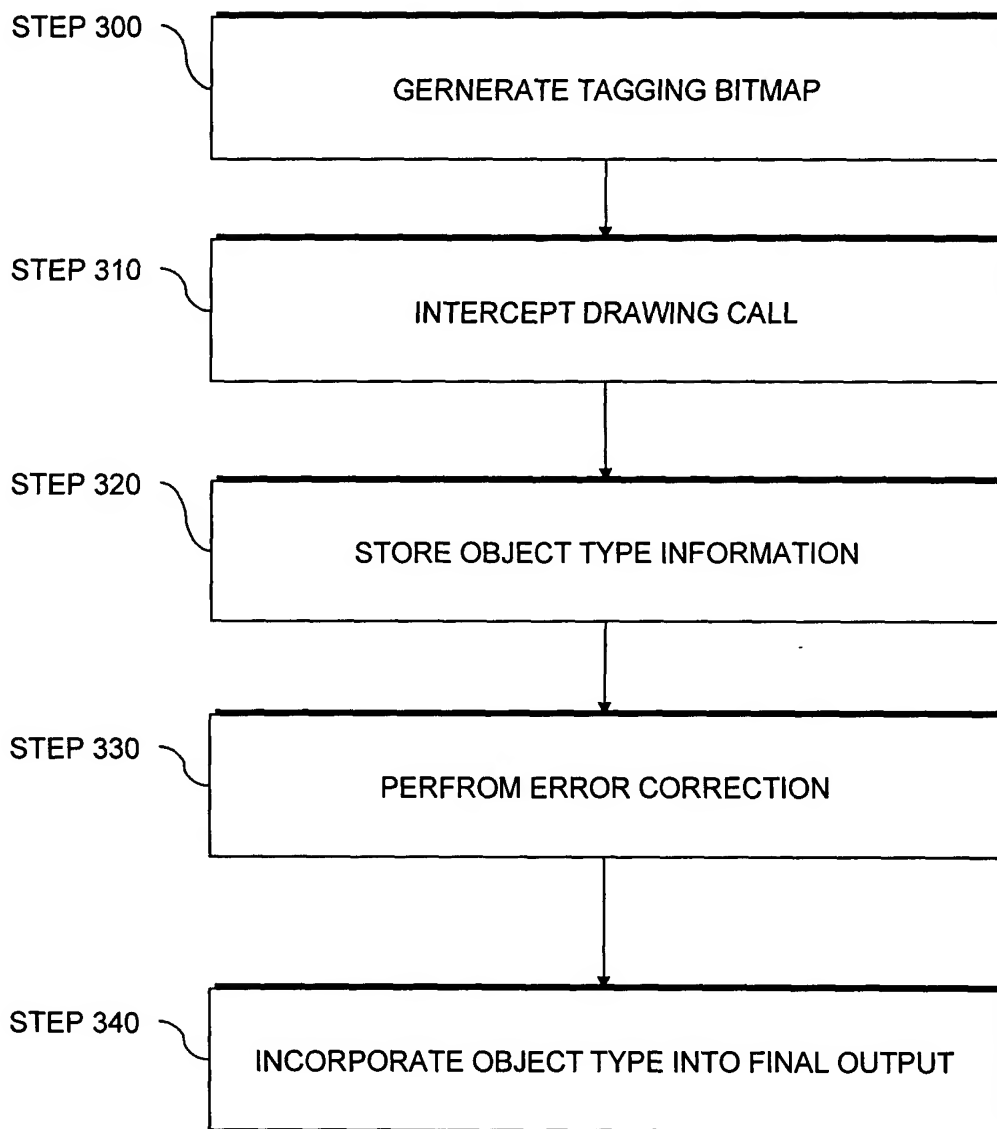 STEP 300
GERNERATE TAGGING BITMAP
STEP 310
INTERCEPT DRAWING CALL
STEP 320
STORE OBJECT TYPE INFORMATION
STEP 330
PERFROM ERROR CORRECTION
STEP 340
INCORPORATE OBJECT TYPE INTO FINAL OUTPUT